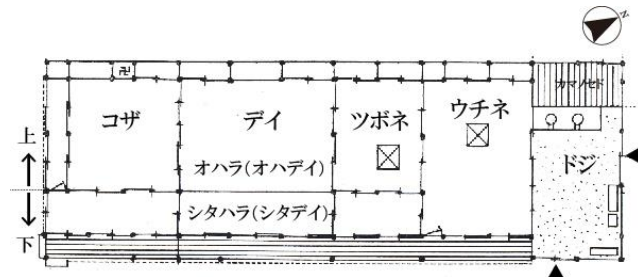 N
卍
カマノセド
コザ
デイ
ツボネ
ウチネ
上
オハラ(オハデイ)
ドジ
シタハラ(シタデイ)
下